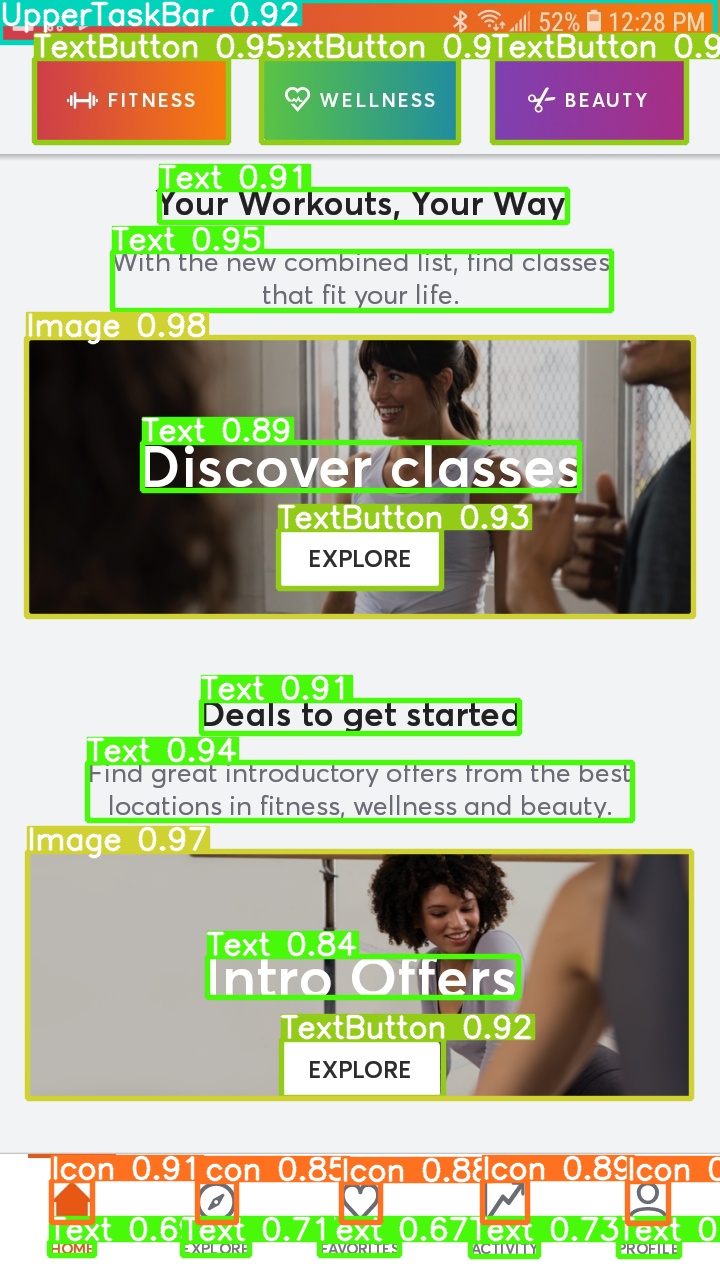 UpperTaskBar 0.92
52% 12:28 PM
TextButton 0.95 extButton 0.9 TextButton 0.9
FITNESS WELLNESS BEAUTY
Text 0.91
Your Workouts, Your Way
Text 0.95
With the new combined list, find classes
that fit your life.
Image 0.98
Text 0.89
Discover classes
TextButton 0.93
EXPLORE
Text 0.91
Deals to get started
Text 0.94
Find great introductory offers from the best
locations in fitness, wellness and beauty.
Image 0.97
Text 0.84
Intro Offers
TextButton 0.92
EXPLORE
Icon 0.91 con 0.85 Icon 0.88 Icon 0.89 Icon 0
Text 0.69 Text 0.71 Text 0.67 Text 0.73 Text 0
HOME EXPLORE FAVORITES ACTIVITY PROFILE